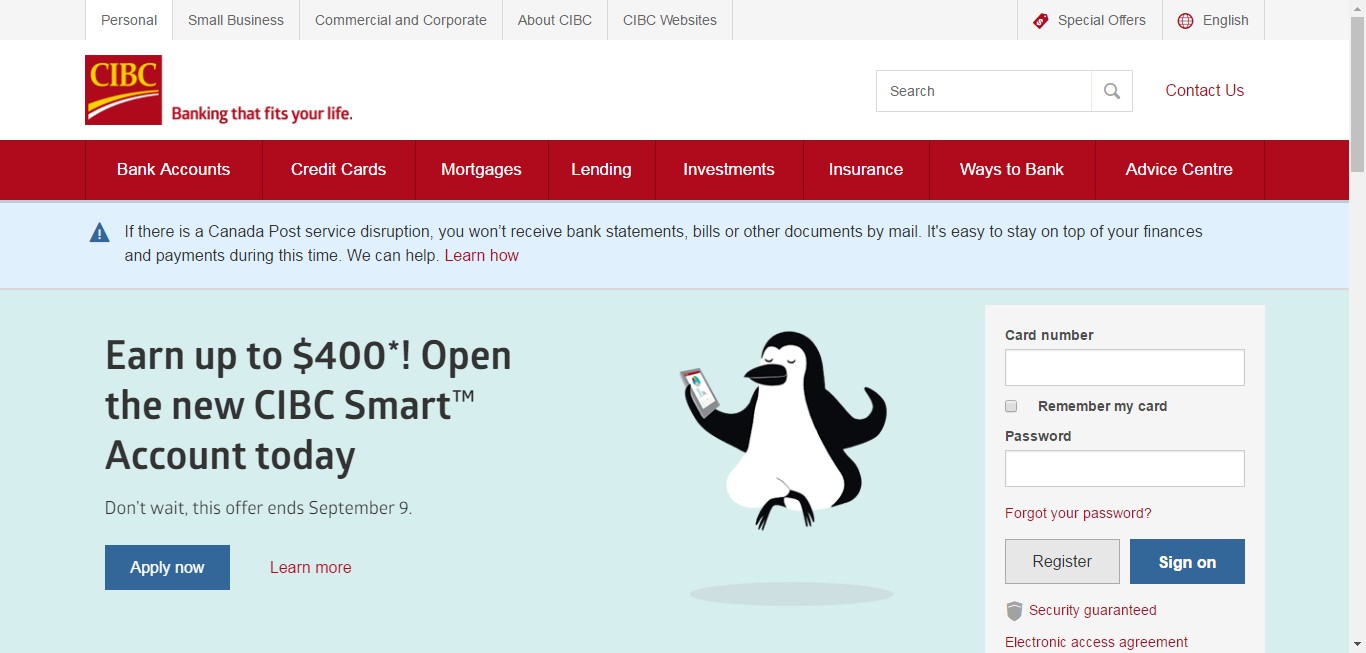 Personal
Small Business
Commercial and Corporate
About CIBC
CIBC Websites
Special Offers
English
CIBC
Banking that fits your life.
Search
Contact Us
Bank Accounts
Credit Cards
Mortgages
Lending
Investments
Insurance
Ways to Bank
Advice Centre
If there is a Canada Post service disruption, you won’t receive bank statements, bills or other documents by mail. It's easy to stay on top of your finances
and payments during this time. We can help. Learn how
Earn up to $400*! Open
the new CIBC Smart™
Account today
Don't wait, this offer ends September 9.
Apply now
Learn more
Card number
Remember my card
Password
Forgot your password?
Register
Sign on
Security guaranteed
Electronic access agreement